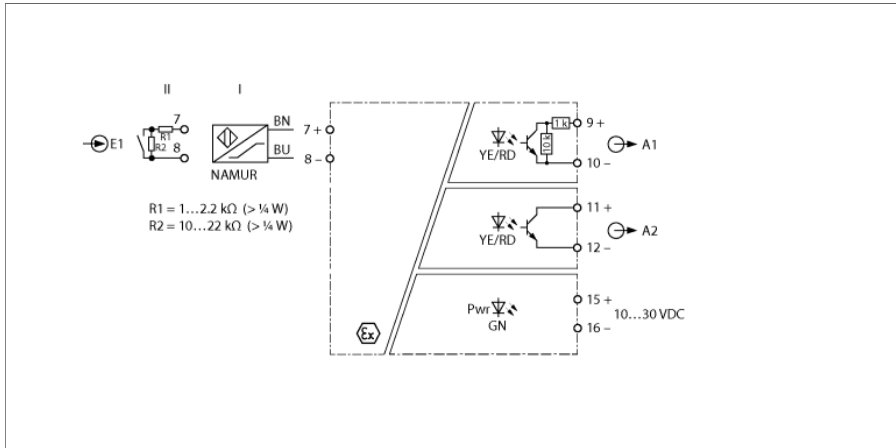 II
I
E1
7
R1
R2
8
NAMUR
BN
7 +
BU
8 –
R1 = 1...2.2 kΩ (> ¼ W)
R2 = 10...22 kΩ (> ¼ W)
Ex
YE/RD
10 k
1 k
9 +
10 –
A1
YE/RD
11 +
12 –
A2
Pwr
GN
15 +
16 –
10...30 VDC